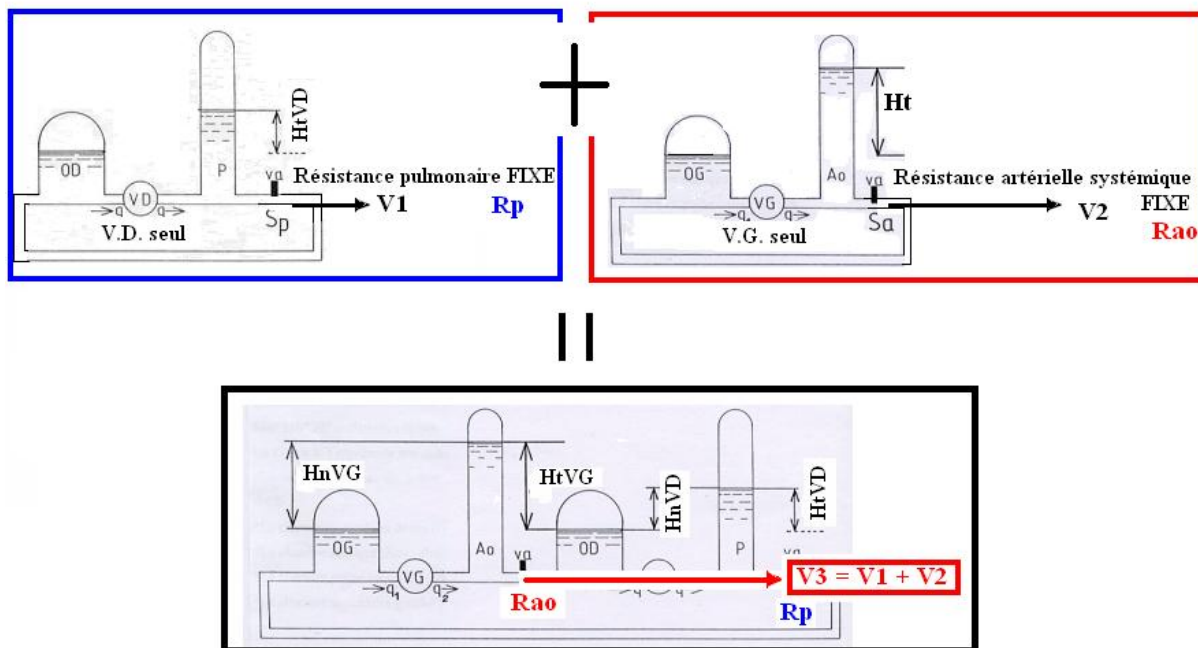 HtVD
OD
P
va
Résistance pulmonaire FIXE
VD
q
q
Sp
V1
Rp
V.D. seul
+
Ht
OG
Ao
va
Résistance artérielle systémique
FIXE
VG
q
q
Sa
V2
Rao
V.G. seul
=
HnVG
HtVG
HnVD
HtVD
OG
Ao
va
OD
P
VG
q1
q2
Rao
V3 = V1 + V2
Rp